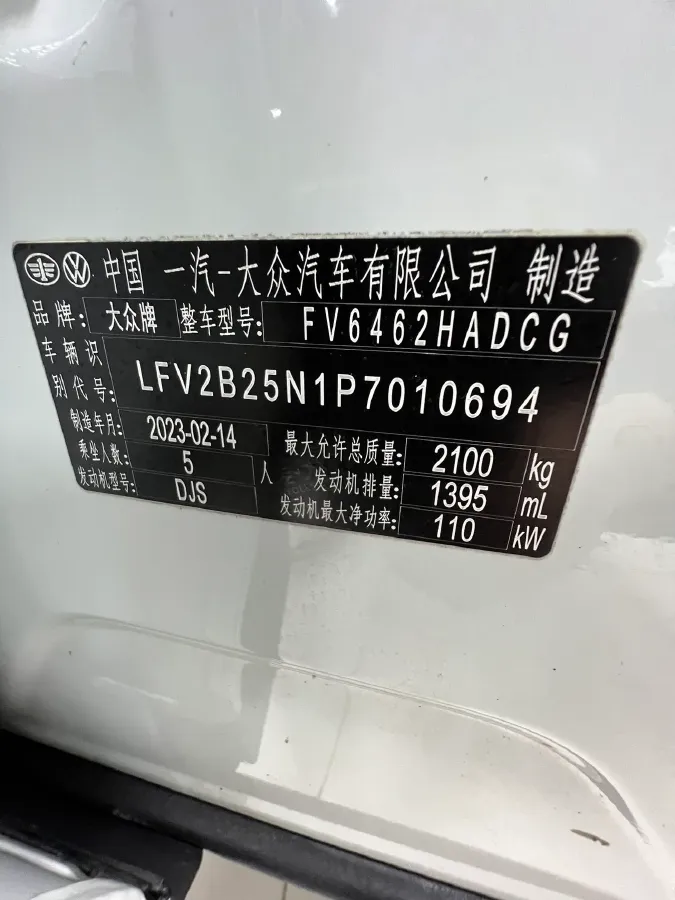 中国 一汽-大众汽车有限公司 制造
品牌: 大众牌 整车型号: FV6462HADCG
车辆识别代号: LFV2B25N1P7010694
制造年月: 2023-02-14 最大允许总质量: 2100 kg
乘坐人数: 5 人 发动机排量: 1395 mL
发动机型号: DJS 发动机最大净功率: 110 kW